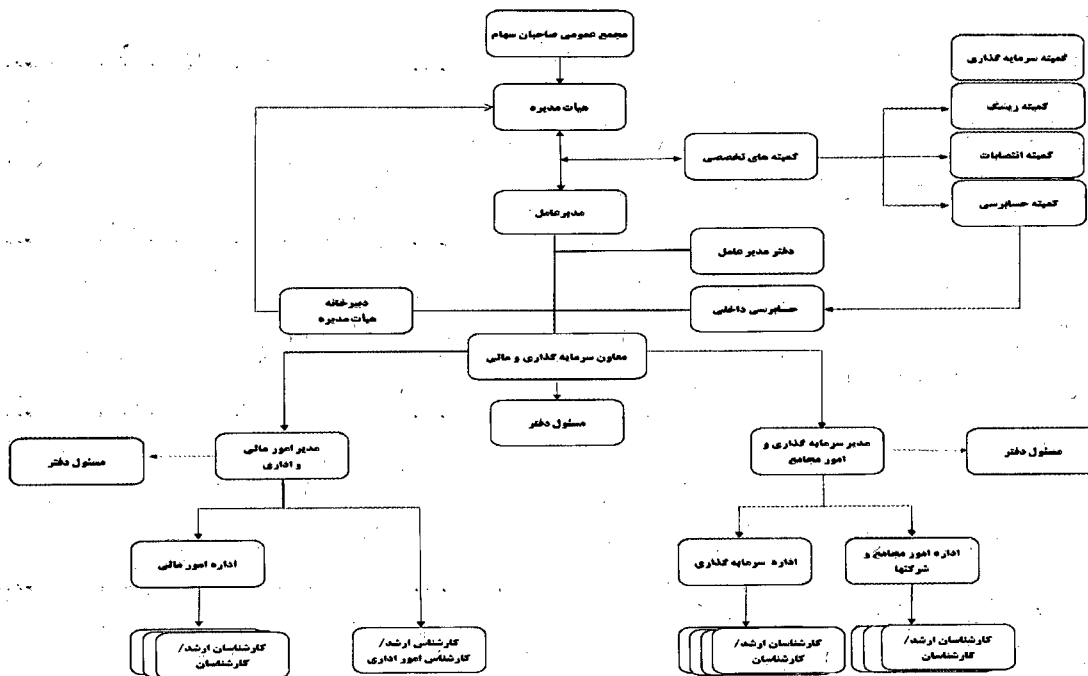 مجمع عمومی صاحبان سهام
کمیته سرمایه گذاری
هیأت مدیره
کمیته ریسک
کمیته های تخصصی
کمیته انتصابات
مدیرعامل
کمیته حسابرسی
دفتر مدیر عامل
دبیرخانه
هیأت مدیره
حسابرسی داخلی
معاون سرمایه گذاری و مالی
مسئول دفتر
مدیر سرمایه گذاری و
امور مجامع
مسئول دفتر
مدیر امور مالی
و اداری
مسئول دفتر
اداره امور مجامع و
شرکتها
اداره سرمایه گذاری
اداره امور مالی
کارشناسان ارشد/
کارشناسان
کارشناسان ارشد/
کارشناسان
کارشناس ارشد/
کارشناس امور اداری
کارشناسان ارشد/
کارشناسان